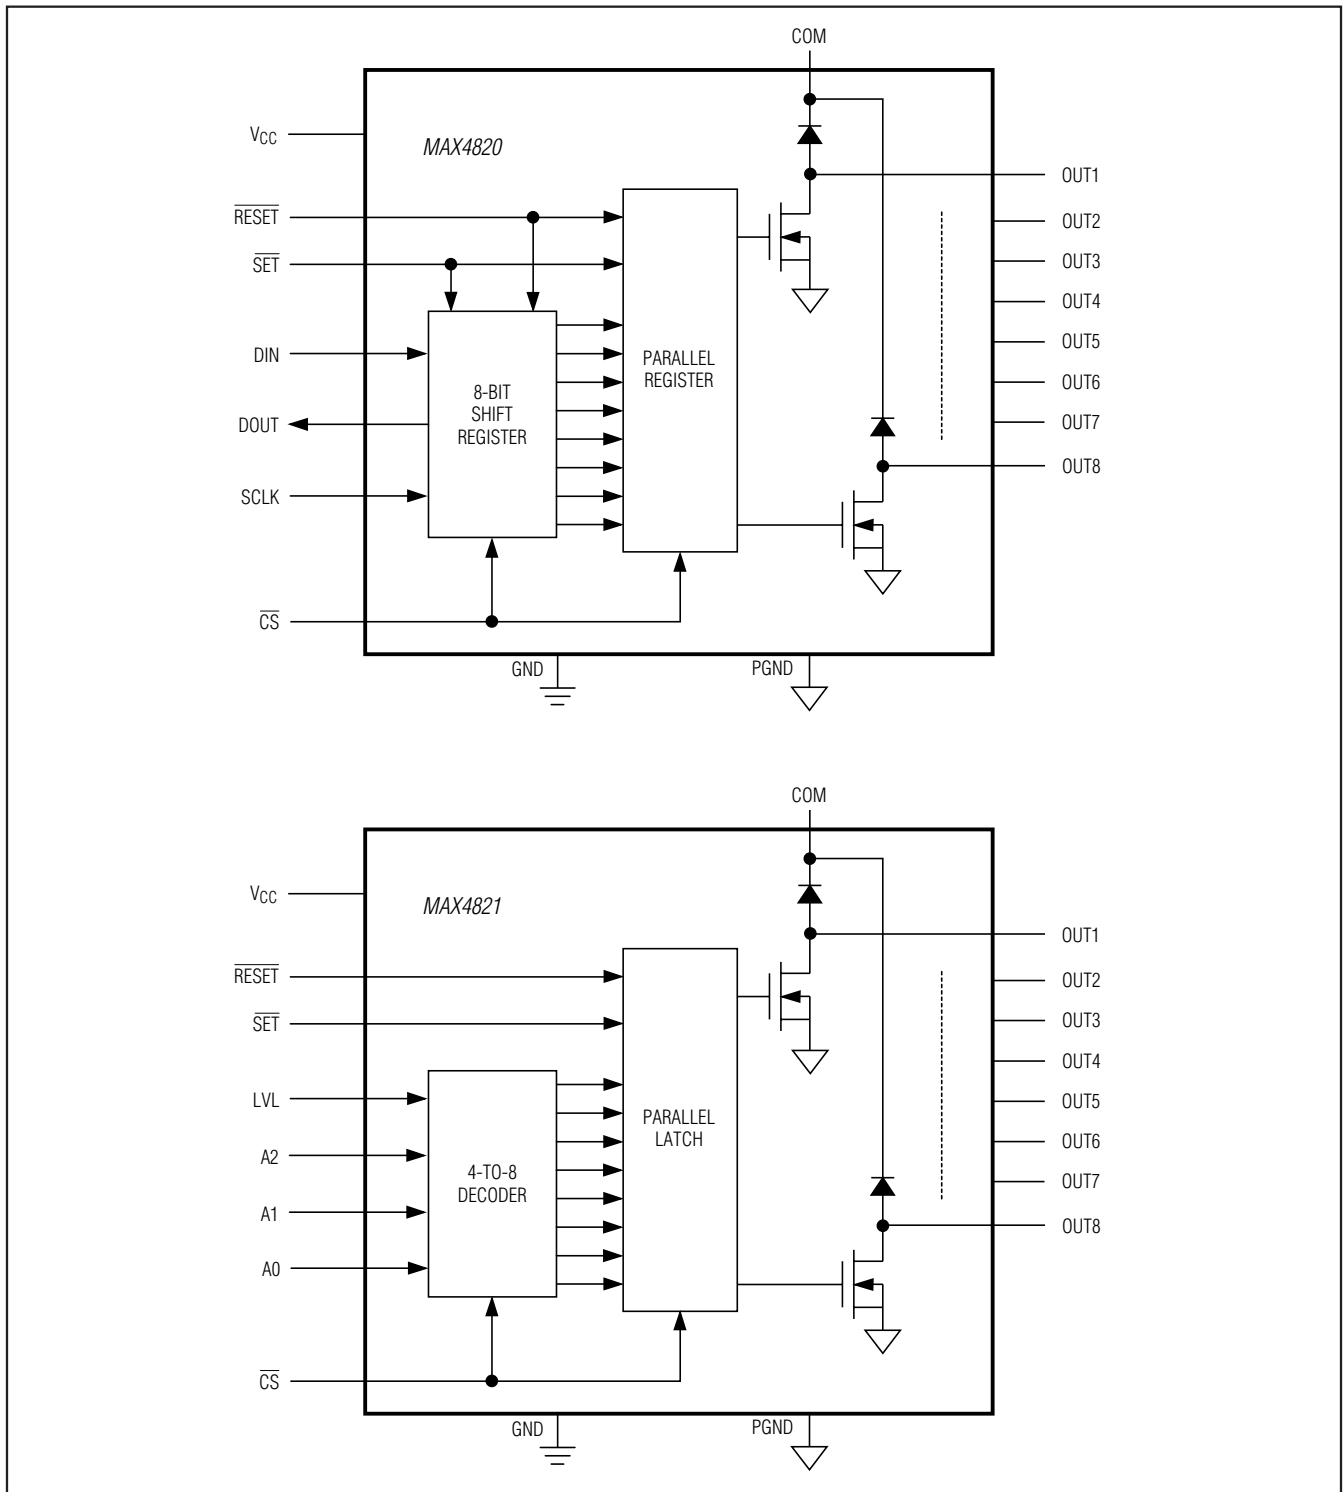 COM
VCC
MAX4820
OUT1
RESET
OUT2
SET
OUT3
OUT4
DIN
OUT5
PARALLEL
REGISTER
8-BIT
SHIFT
REGISTER
OUT6
DOUT
OUT7
OUT8
SCLK
CS
GND
PGND
COM
VCC
MAX4821
OUT1
RESET
OUT2
SET
OUT3
OUT4
LVL
OUT5
PARALLEL
LATCH
A2
OUT6
4-TO-8
DECODER
OUT7
A1
OUT8
A0
CS
GND
PGND